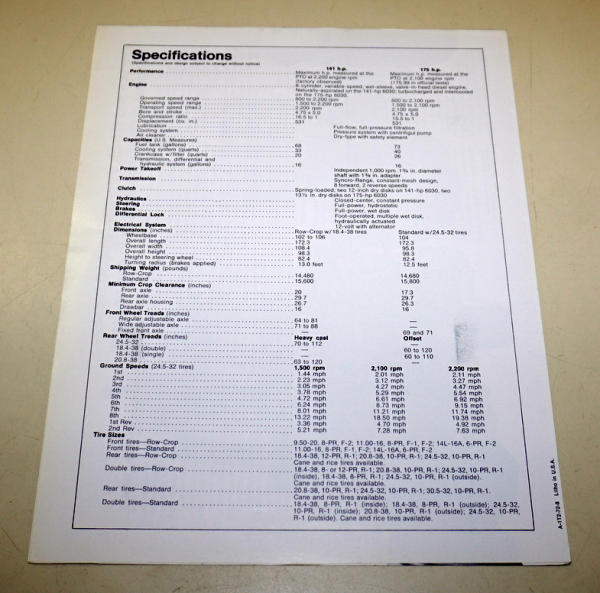 Specifications
(Specifications and design subject to change without notice)
141 h.p. 175 h.p.
Performance Maximum h.p. measured at the Maximum h.p. measured at the
PTO at 2,200 engine rpm PTO at 2,100 engine rpm
(factory observed) (175.99 in official tests)
Engine 6-cylinder, variable-speed, wet-sleeve, valve-in-head diesel engine.
Naturally-aspirated on the 141-hp 6030; turbocharged and intercooled
on the 175-hp 6030.
Governed speed range 800 to 2,200 rpm 800 to 2,100 rpm
Operating speed range 1,500 to 2,200 rpm 1,500 to 2,100 rpm
Transport speed (max.) 2,200 rpm 2,100 rpm
Bore and stroke 4.75 x 5.0 4.75 x 5.0
Compression ratio 16.5 to 1 15.5 to 1
Displacement (cu. in.) 531 531
Lubrication Full-flow, full-pressure filtration
Cooling system Pressure system with centrifugal pump
Air cleaner Dry-type with safety element
Capacities (U.S. Measures)
Fuel tank (gallons) 68 73
Cooling system (quarts) 33 40
Crankcase w/filter (quarts) 20 26
Transmission, differential and
hydraulic system (gallons) 16 16
Power Takeoff Independent 1,000 rpm, 1¾ in. diameter
shaft with 1⅜ in. adapter
Transmission Syncro-Range, constant-mesh design,
8 forward, 2 reverse speeds
Clutch Spring-loaded, two 12-inch dry disks on 141-hp 6030, two
13½ in. dry disks on 175-hp 6030
Hydraulics Closed-center, constant pressure
Steering Full-power, hydrostatic
Brakes Full-power, wet disk
Differential Lock Foot-operated, multiple wet disk,
hydraulically actuated
Electrical System 12-volt with alternator
Dimensions (inches) Row-Crop w/18.4-38 tires Standard w/24.5-32 tires
Wheelbase 102 to 106 104
Overall length 172.3 172.3
Overall width 108.4 95.8
Overall height 98.3 98.3
Height to steering wheel 82.4 82.4
Turning radius (brakes applied) 13.0 feet 12.5 feet
Shipping Weight (pounds)
Row-Crop 14,480 14,680
Standard 15,600 15,800
Minimum Crop Clearance (inches)
Front axle 20 17.3
Rear axle 29.7 29.7
Rear axle housing 26.7 26.3
Drawbar 16 16
Front Wheel Treads (inches)
Regular adjustable axle 64 to 81 —
Wide adjustable axle 71 to 88 —
Fixed front axle — 69 and 71
Rear Wheel Treads (inches) Heavy cast Offset
24.5-32 70 to 112 —
18.4-38 (double) — 60 to 120
18.4-38 (single) — 60 to 110
20.8-38 63 to 120 —
Ground Speeds (24.5-32 tires) 1,500 rpm 2,100 rpm 2,200 rpm
1st 1.44 mph 2.01 mph 2.11 mph
2nd 2.23 mph 3.12 mph 3.27 mph
3rd 3.05 mph 4.27 mph 4.47 mph
4th 3.78 mph 5.29 mph 5.54 mph
5th 4.72 mph 6.61 mph 6.92 mph
6th 6.24 mph 8.73 mph 9.15 mph
7th 8.01 mph 11.21 mph 11.74 mph
8th 13.22 mph 18.50 mph 19.38 mph
1st Rev 3.36 mph 4.70 mph 4.92 mph
2nd Rev 5.21 mph 7.28 mph 7.63 mph
Tire Sizes
Front tires—Row-Crop 9.50-20, 8-PR, F-2; 11.00-16, 8-PR, F-1, F-2; 14L-16A, 6-PR, F-2
Front tires—Standard 11.00-16, 8-PR, F-1, F-2; 14L-16A, 6-PR, F-2
Rear tires—Row-Crop 18.4-38, 12-PR, R-1; 20.8-38, 10-PR, R-1; 24.5-32, 10-PR, R-1
Cane and rice tires available.
Double tires—Row-Crop 18.4-38, 8- or 12-PR, R-1; 20.8-38, 10-PR, R-1; 24.5-32, 10-PR, R-1
(inside), 18.4-38, 8-PR, R-1; 24.5-32, 10-PR, R-1 (outside).
Cane and rice tires available.
Rear tires—Standard 20.8-38, 10-PR, R-1; 24.5-32, 10-PR, R-1; 30.5-32, 10-PR, R-1.
Cane and rice tires available.
Double tires—Standard 18.4-38, 8-PR, R-1 (inside); 18.4-38, 8-PR, R-1 (outside); 24.5-32,
10-PR, R-1 (inside); 20.8-38, 10-PR, R-1 (outside); 24.5-32, 10-PR,
R-1 (outside). Cane and rice tires available.
A-172-72-8 Litho in U.S.A.